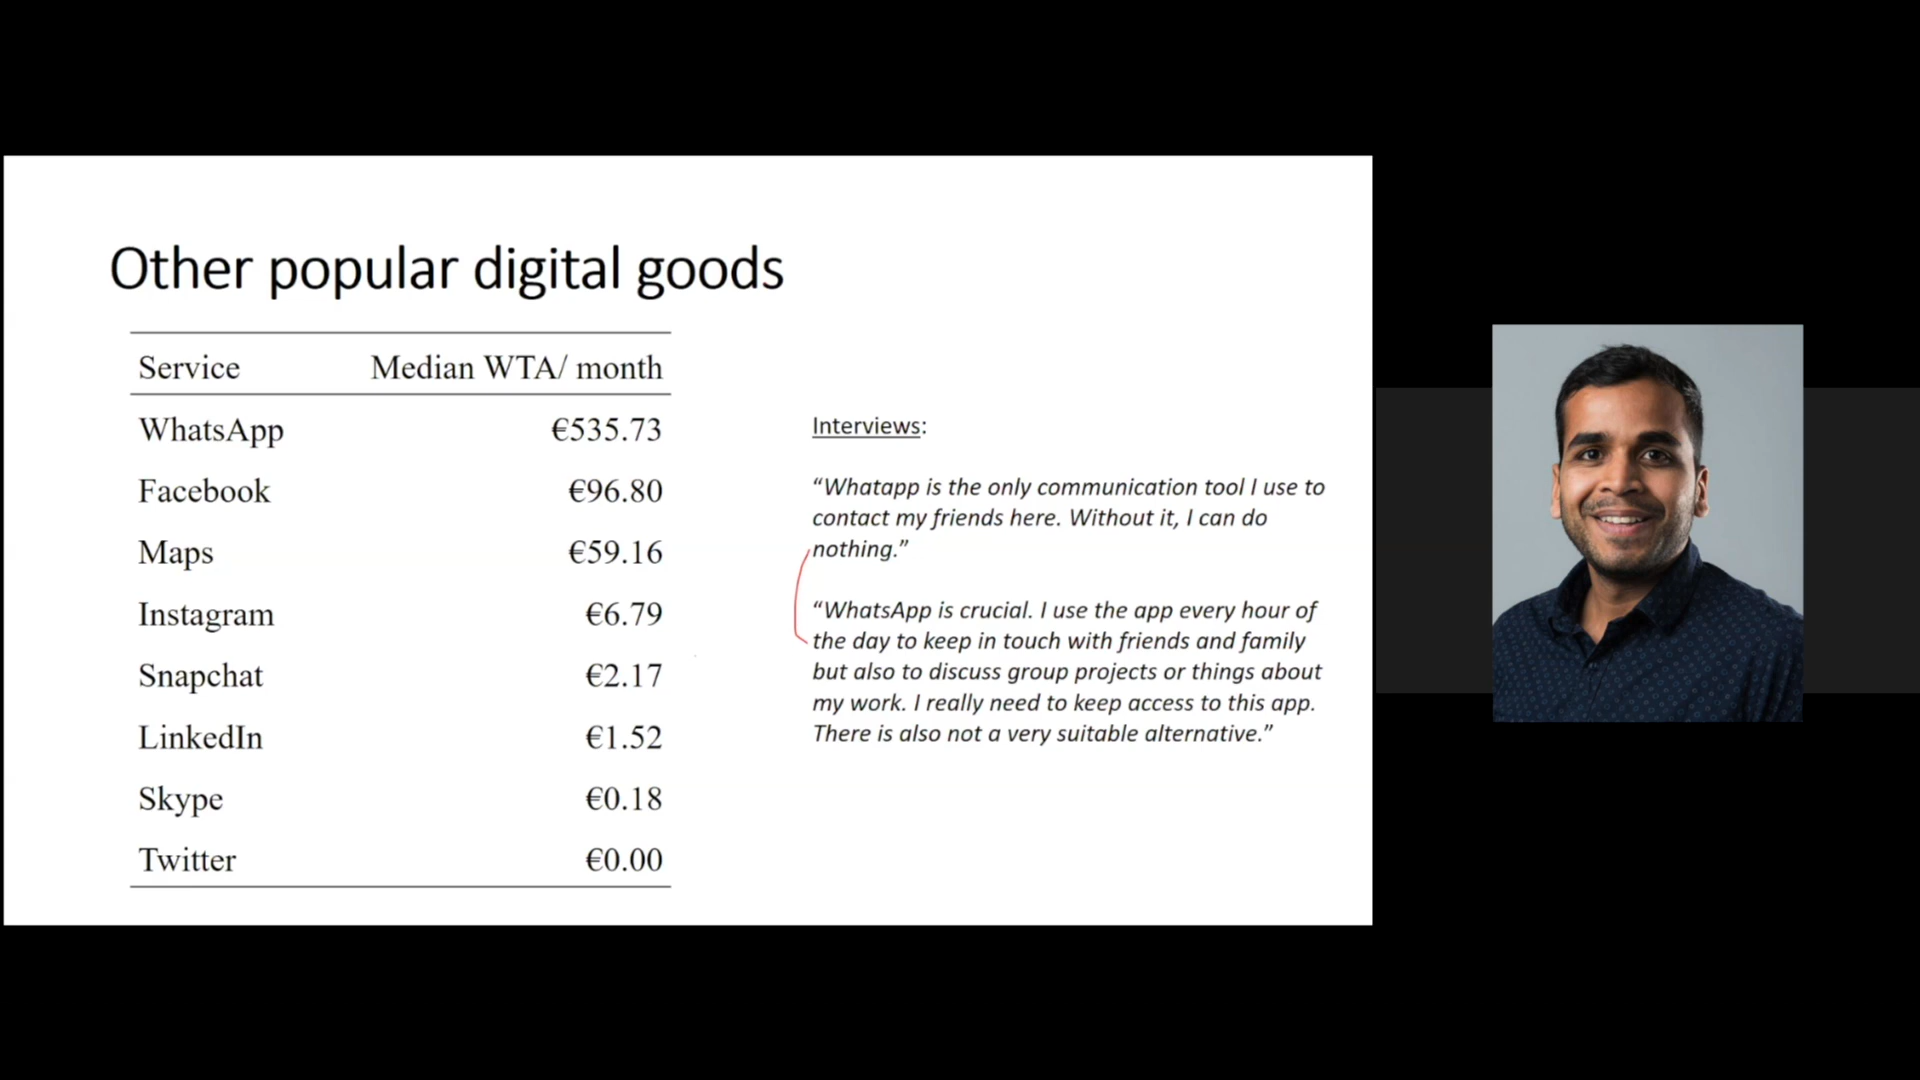 Other popular digital goods
Service Median WTA/ month
WhatsApp €535.73
Facebook €96.80
Maps €59.16
Instagram €6.79
Snapchat €2.17
LinkedIn €1.52
Skype €0.18
Twitter €0.00
Interviews:
“Whatapp is the only communication tool I use to
contact my friends here. Without it, I can do
nothing.”
“WhatsApp is crucial. I use the app every hour of
the day to keep in touch with friends and family
but also to discuss group projects or things about
my work. I really need to keep access to this app.
There is also not a very suitable alternative.”